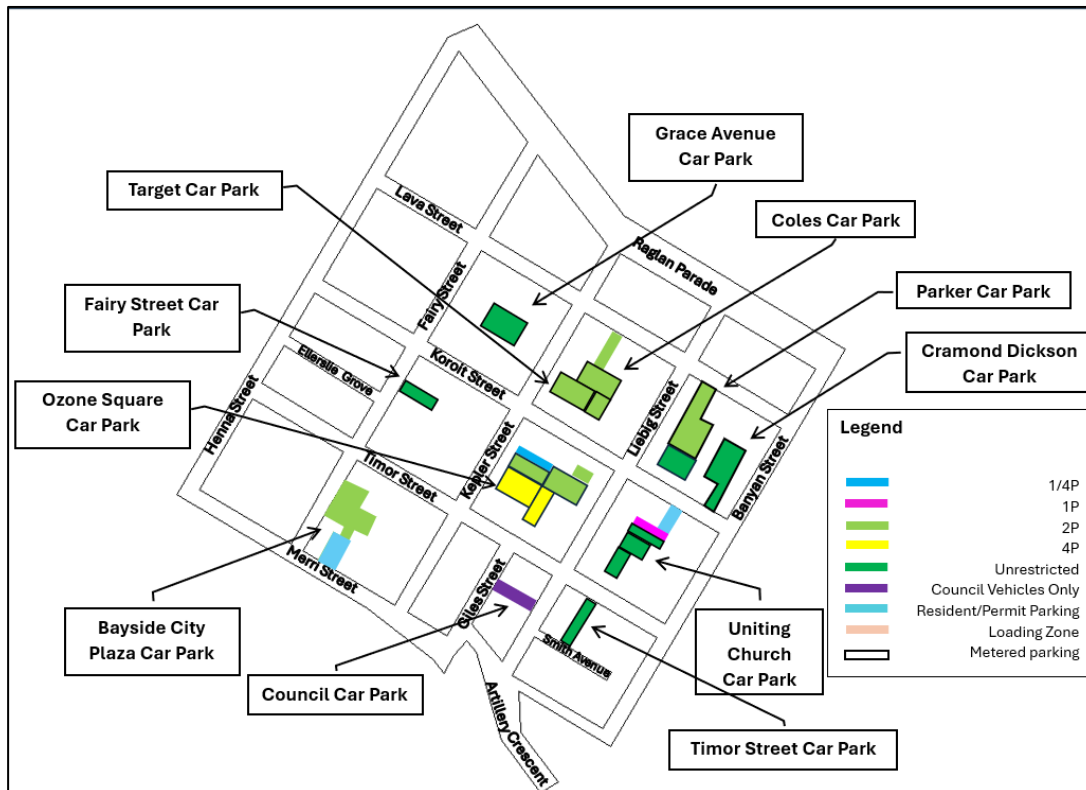 Grace Avenue
Car Park
Target Car Park
Coles Car Park
Lava Street
Raglan Parade
Fairy Street
Parker Car Park
Fairy Street Car
Park
Cramond Dickson
Car Park
Koroit Street
Ellerslie Grove
Ozone Square
Car Park
Henna Street
Liebig Street
Kepler Street
Banyan Street
Timor Street
Legend
1/4P
1P
2P
4P
Unrestricted
Council Vehicles Only
Resident/Permit Parking
Loading Zone
Metered parking
Merri Street
Giles Street
Smith Avenue
Bayside City
Plaza Car Park
Uniting
Church
Car Park
Council Car Park
Artillery Crescent
Timor Street Car Park